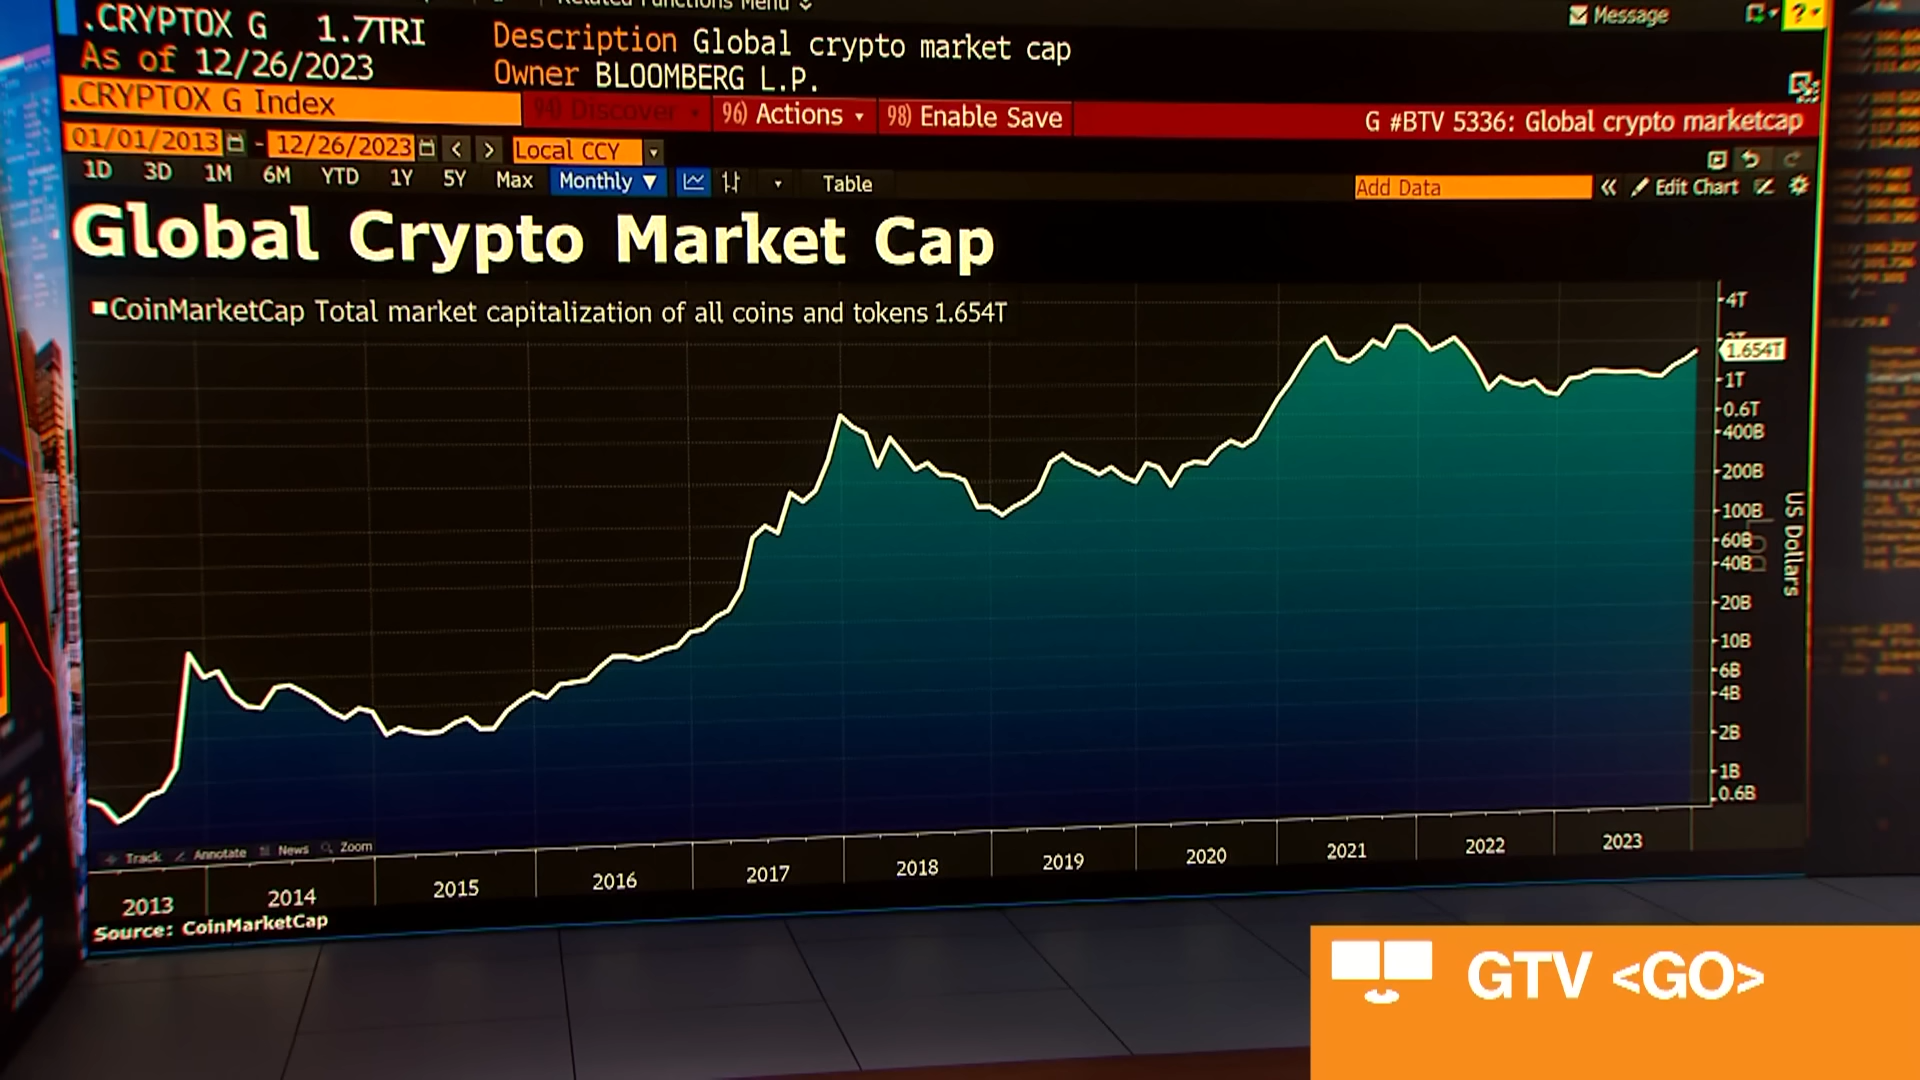 Related Functions Menu
Message
.CRYPTOX G 1.7TRI
Description Global crypto market cap
As of 12/26/2023
Owner BLOOMBERG L.P.
.CRYPTOX G Index
94) Discover
96) Actions
98) Enable Save
G #BTV 5336: Global crypto marketcap
01/01/2013 - 12/26/2023
Local CCY
1D 3D 1M 6M YTD 1Y 5Y Max Monthly ▼
Table
Add Data
« Edit Chart
Global Crypto Market Cap
CoinMarketCap Total market capitalization of all coins and tokens 1.654T
4T
1.654T
1T
0.6T
400B
200B
100B
60B
40B
20B
10B
6B
4B
2B
1B
0.6B
US Dollars
Track Annotate News Zoom
2013 2014 2015 2016 2017 2018 2019 2020 2021 2022 2023
Source: CoinMarketCap
GTV <GO>